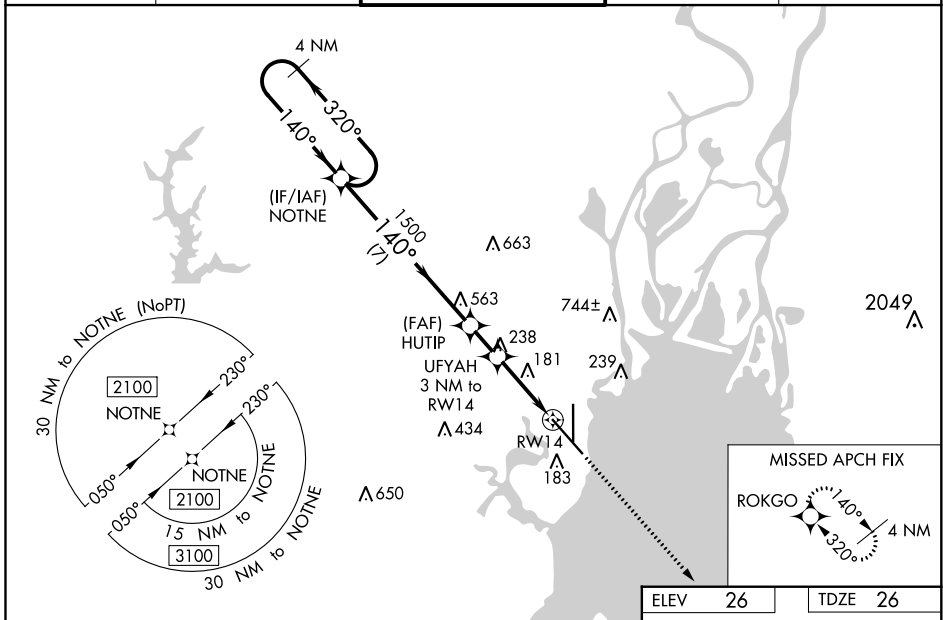 4 NM
320°
140°
(IF/IAF)
NOTNE
1500
140°
(7)
663
563
744±
2049
(FAF)
HUTIP
238
UFYAH
3 NM to
RW14
181
239
434
RW14
183
650
30 NM to NOTNE (NoPT)
230°
2100
NOTNE
050°
230°
NOTNE
050°
2100
15 NM to NOTNE
3100
30 NM to NOTNE
MISSED APCH FIX
ROKGO
140°
4 NM
320°
ELEV 26
TDZE 26